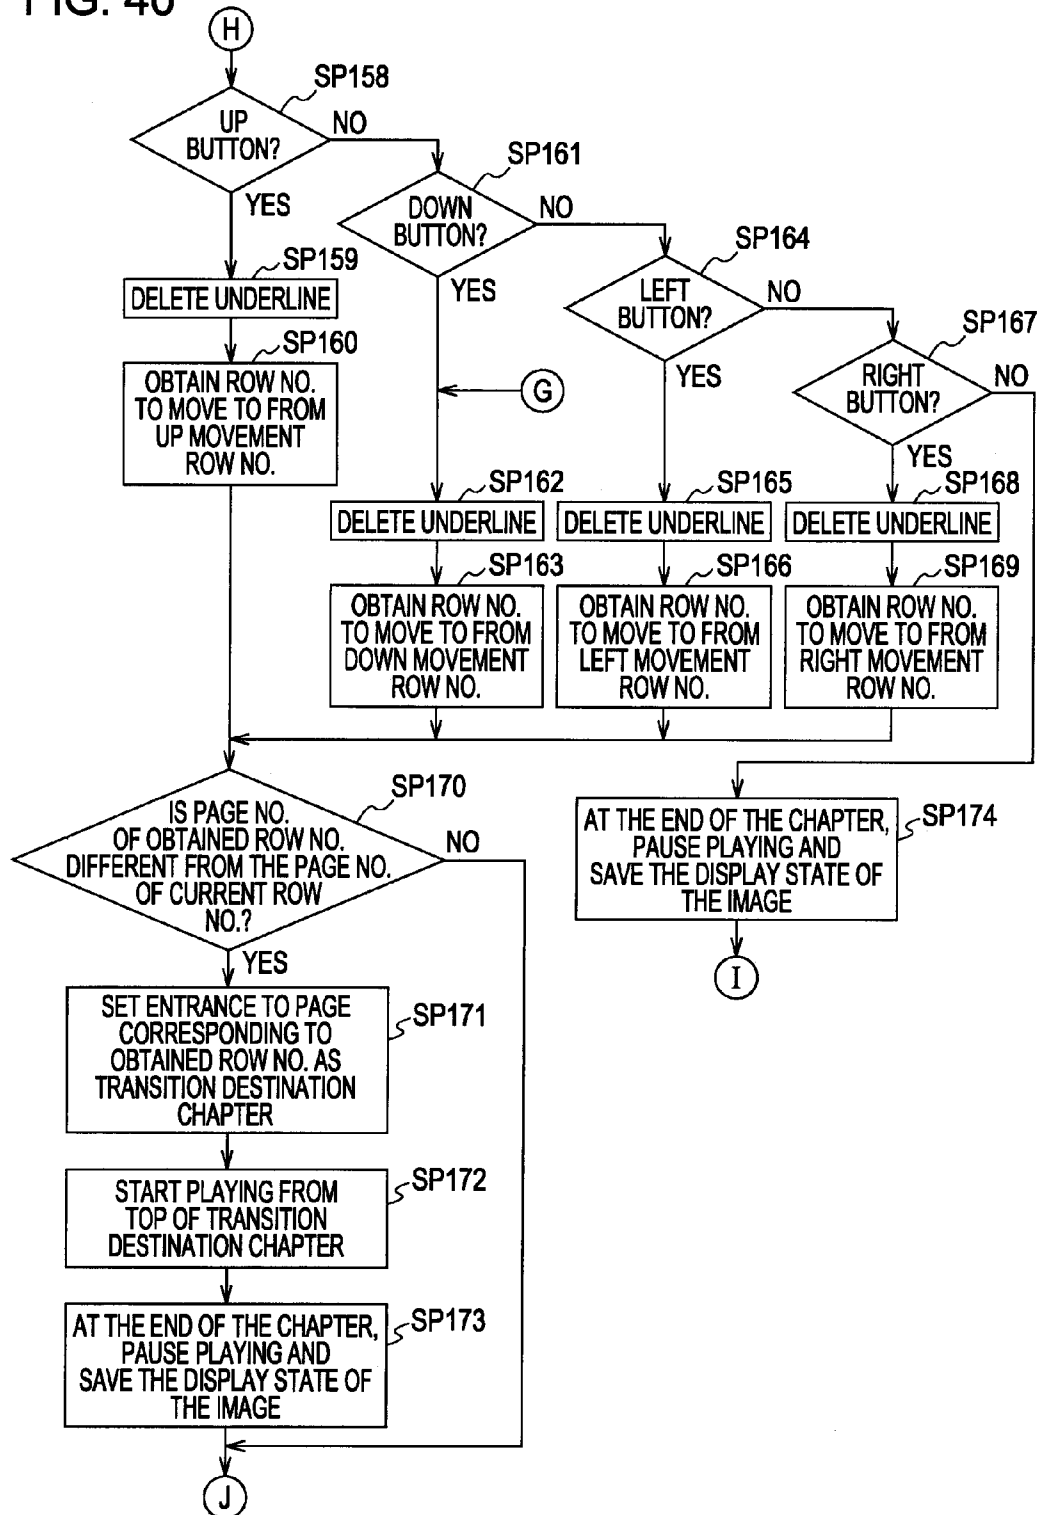 FIG. 40
H
SP158
UP
BUTTON?
NO
YES
SP161
DOWN
BUTTON?
NO
YES
SP164
LEFT
BUTTON?
NO
YES
SP167
RIGHT
BUTTON?
NO
YES
SP159
DELETE UNDERLINE
SP160
OBTAIN ROW NO.
TO MOVE TO FROM
UP MOVEMENT
ROW NO.
G
SP162
DELETE UNDERLINE
SP165
DELETE UNDERLINE
SP168
DELETE UNDERLINE
SP163
OBTAIN ROW NO.
TO MOVE TO FROM
DOWN MOVEMENT
ROW NO.
SP166
OBTAIN ROW NO.
TO MOVE TO FROM
LEFT MOVEMENT
ROW NO.
SP169
OBTAIN ROW NO.
TO MOVE TO FROM
RIGHT MOVEMENT
ROW NO.
SP170
IS PAGE NO.
OF OBTAINED ROW NO.
DIFFERENT FROM THE PAGE NO.
OF CURRENT ROW
NO.?
NO
YES
SP174
AT THE END OF THE CHAPTER,
PAUSE PLAYING AND
SAVE THE DISPLAY STATE OF
THE IMAGE
I
SP171
SET ENTRANCE TO PAGE
CORRESPONDING TO
OBTAINED ROW NO. AS
TRANSITION DESTINATION
CHAPTER
SP172
START PLAYING FROM
TOP OF TRANSITION
DESTINATION CHAPTER
SP173
AT THE END OF THE CHAPTER,
PAUSE PLAYING AND
SAVE THE DISPLAY STATE OF
THE IMAGE
J